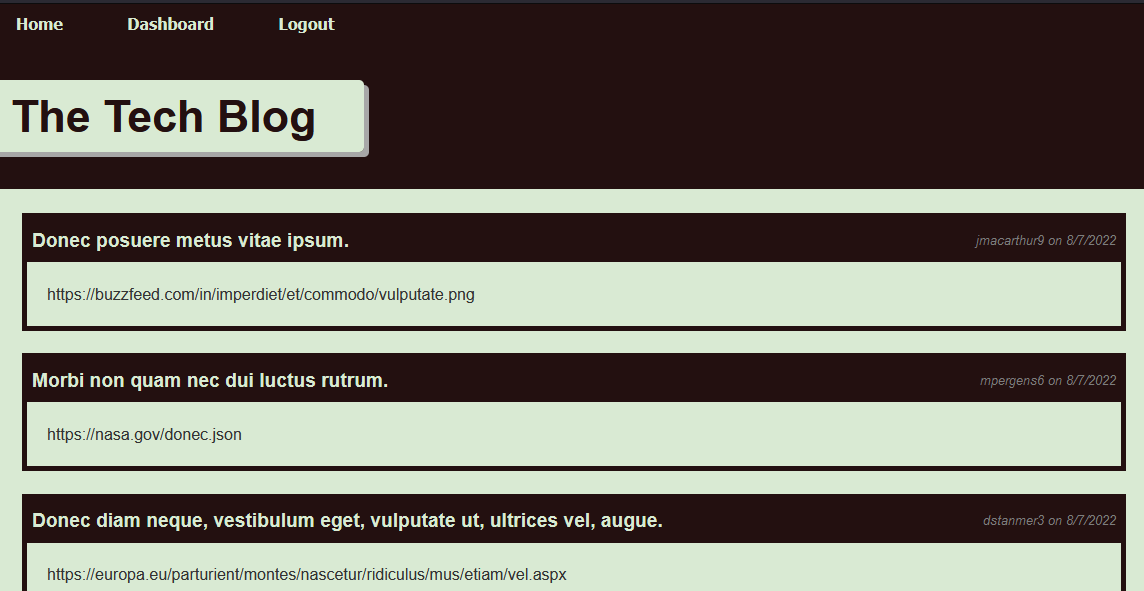 Home Dashboard Logout
The Tech Blog
Donec posuere metus vitae ipsum. jmacarthur9 on 8/7/2022
https://buzzfeed.com/in/imperdiet/et/commodo/vulputate.png
Morbi non quam nec dui luctus rutrum. mpergens6 on 8/7/2022
https://nasa.gov/donec.json
Donec diam neque, vestibulum eget, vulputate ut, ultrices vel, augue. dstanmer3 on 8/7/2022
https://europa.eu/parturient/montes/nascetur/ridiculus/mus/etiam/vel.aspx